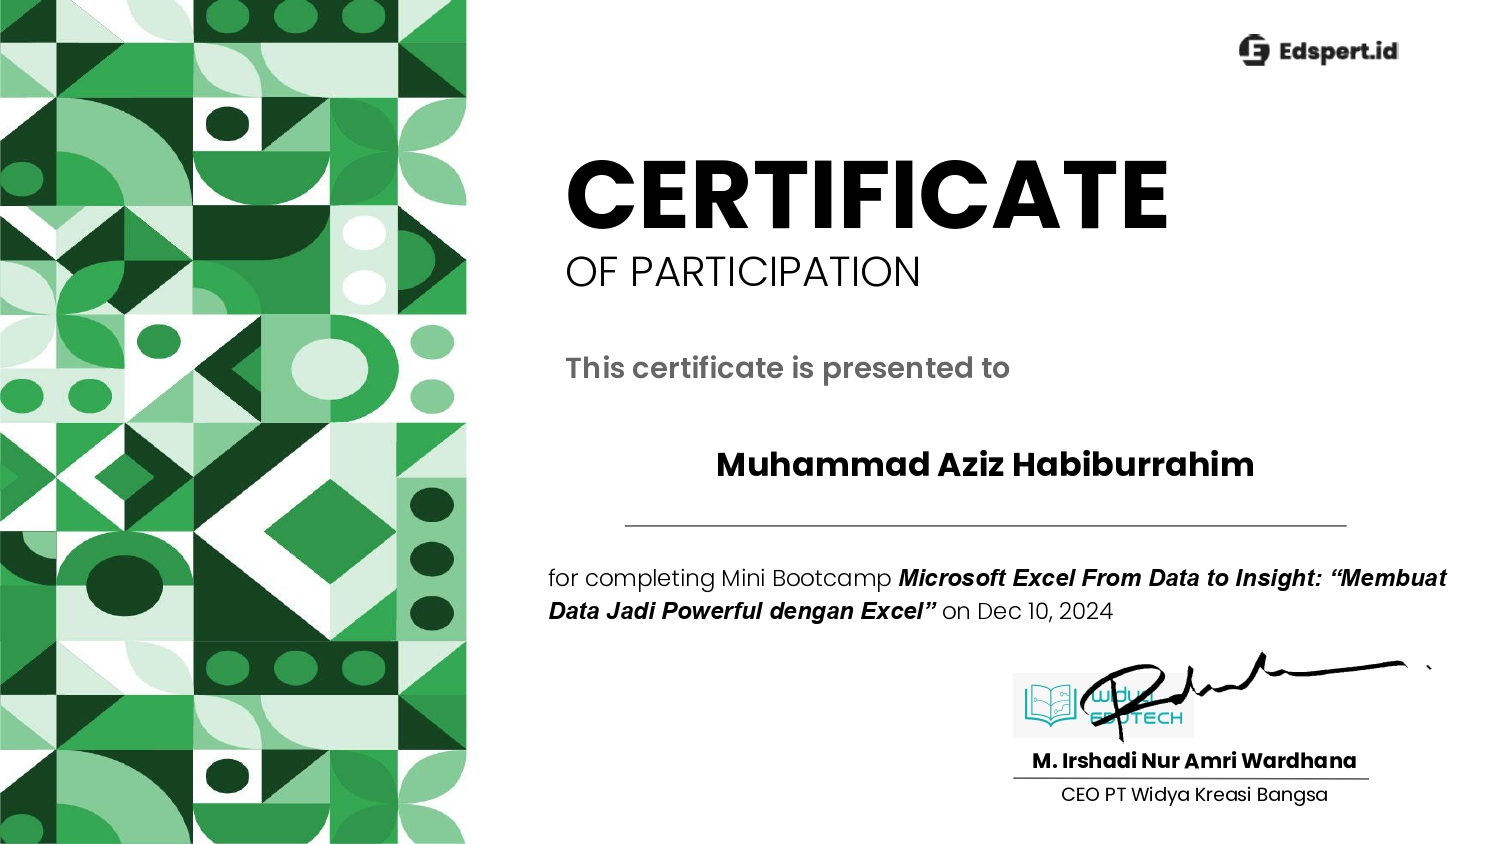 Edspert.id
CERTIFICATE
OF PARTICIPATION
This certificate is presented to
Muhammad Aziz Habiburrahim
for completing Mini Bootcamp Microsoft Excel From Data to Insight: “Membuat
Data Jadi Powerful dengan Excel” on Dec 10, 2024
widya
EDUTECH
M. Irshadi Nur Amri Wardhana
CEO PT Widya Kreasi Bangsa